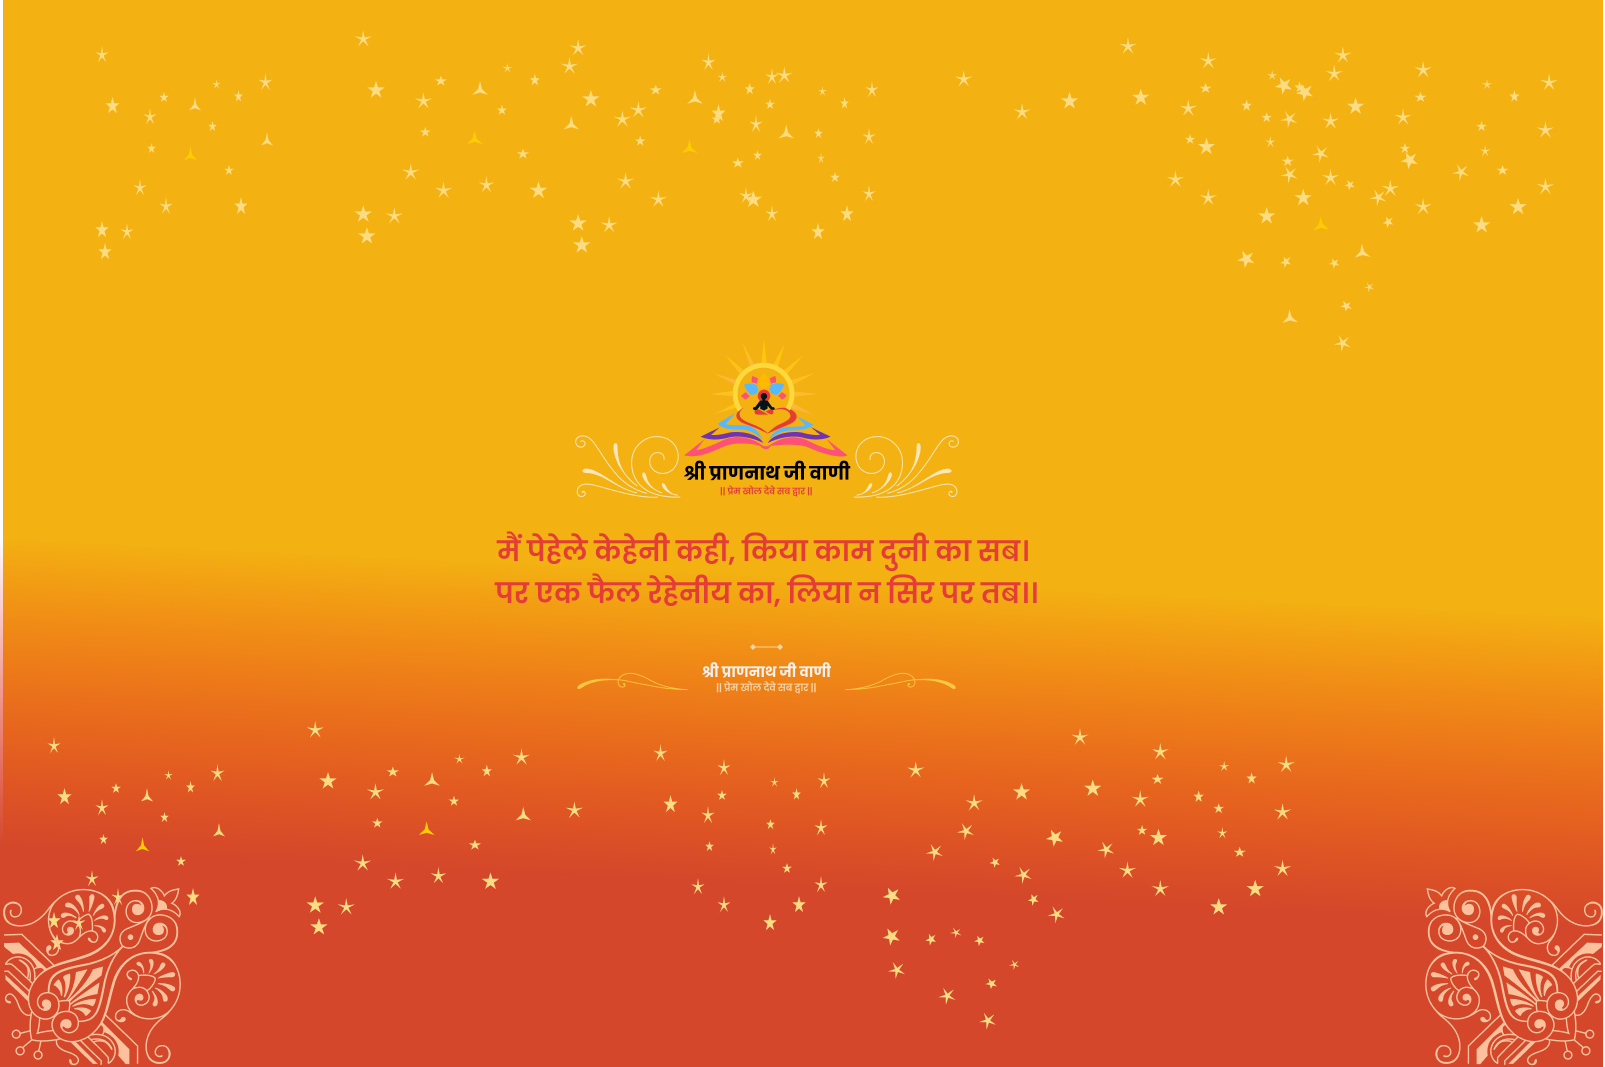 श्री प्राणनाथ जी वाणी
|| प्रेम खोल देवे सब द्वार ||
मैं पेहेले केहेनी कही, किया काम दुनी का सब।
पर एक फैल रेहेनीय का, लिया न सिर पर तब।।
श्री प्राणनाथ जी वाणी
|| प्रेम खोल देवे सब द्वार ||